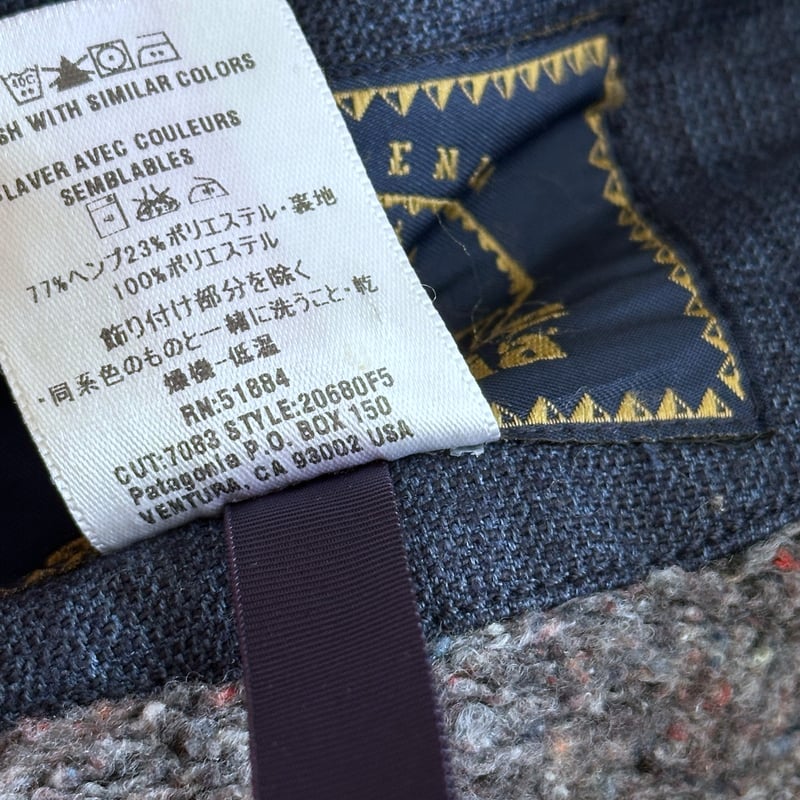 40C
SH WITH SIMILAR COLORS
LAVER AVEC COULEURS
SEMBLABLES
77%ヘンプ23%ポリエステル・裏地
100%ポリエステル
飾り付け部分を除く
・同系色のものと一緒に洗うこと・乾
燥機-低温
RN:51884
CUT:7083 STYLE:20680F5
Patagonia P.O. BOX 150
VENTURA, CA 93002 USA
EN